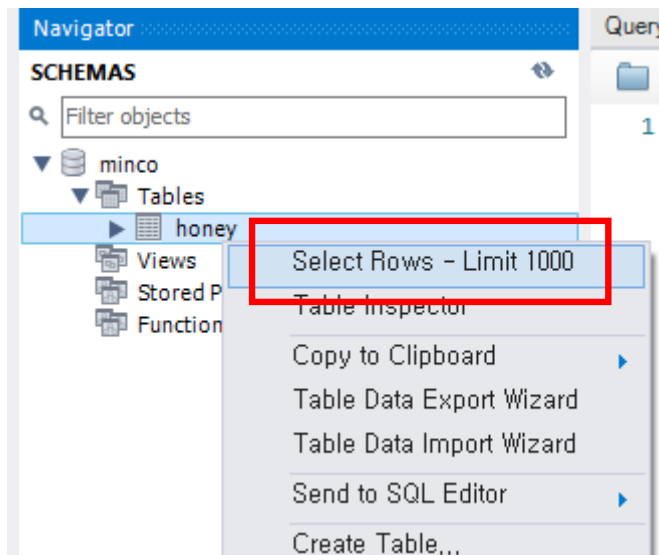 Navigator
Query
SCHEMAS
Filter objects
1
minco
Tables
honey
Views
Stored P
Function
Select Rows - Limit 1000
Table Inspector
Copy to Clipboard
Table Data Export Wizard
Table Data Import Wizard
Send to SQL Editor
Create Table...